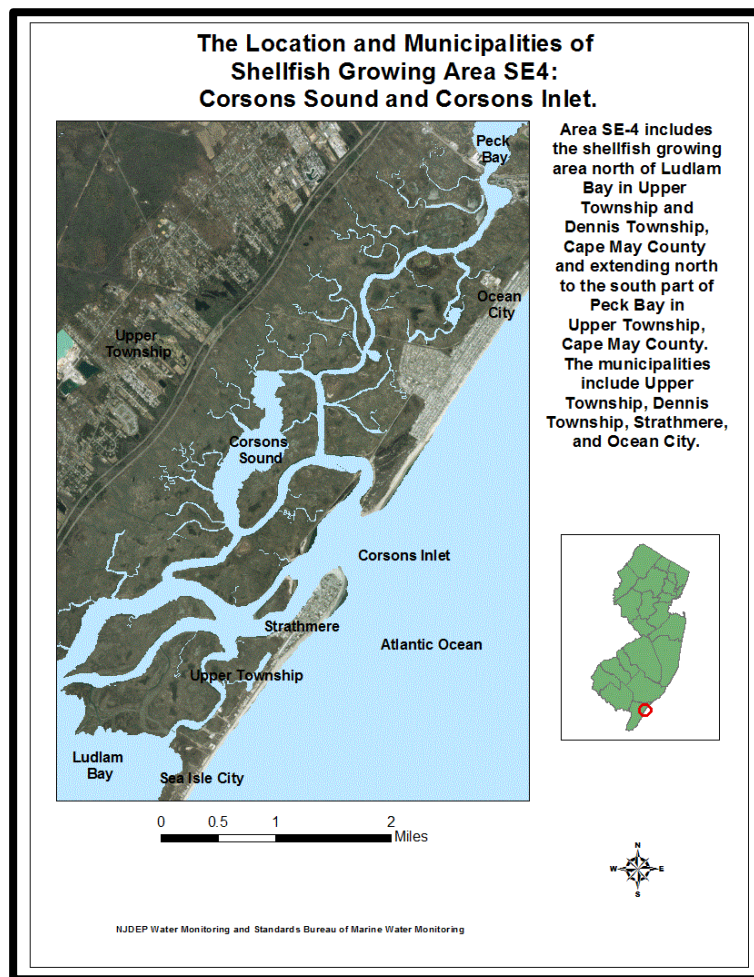 The Location and Municipalities of
Shellfish Growing Area SE4:
Corsons Sound and Corsons Inlet.
Area SE-4 includes
the shellfish growing
area north of Ludlam
Bay in Upper
Township and
Dennis Township,
Cape May County
and extending north
to the south part of
Peck Bay in
Upper Township,
Cape May County.
The municipalities
include Upper
Township, Dennis
Township, Strathmere,
and Ocean City.
Peck
Bay
Ocean
City
Upper
Township
Corsons
Sound
Corsons Inlet
Strathmere
Atlantic Ocean
Upper Township
Ludlam
Bay
Sea Isle City
0 0.5 1 2
Miles
N
W E
S
NJDEP Water Monitoring and Standards Bureau of Marine Water Monitoring